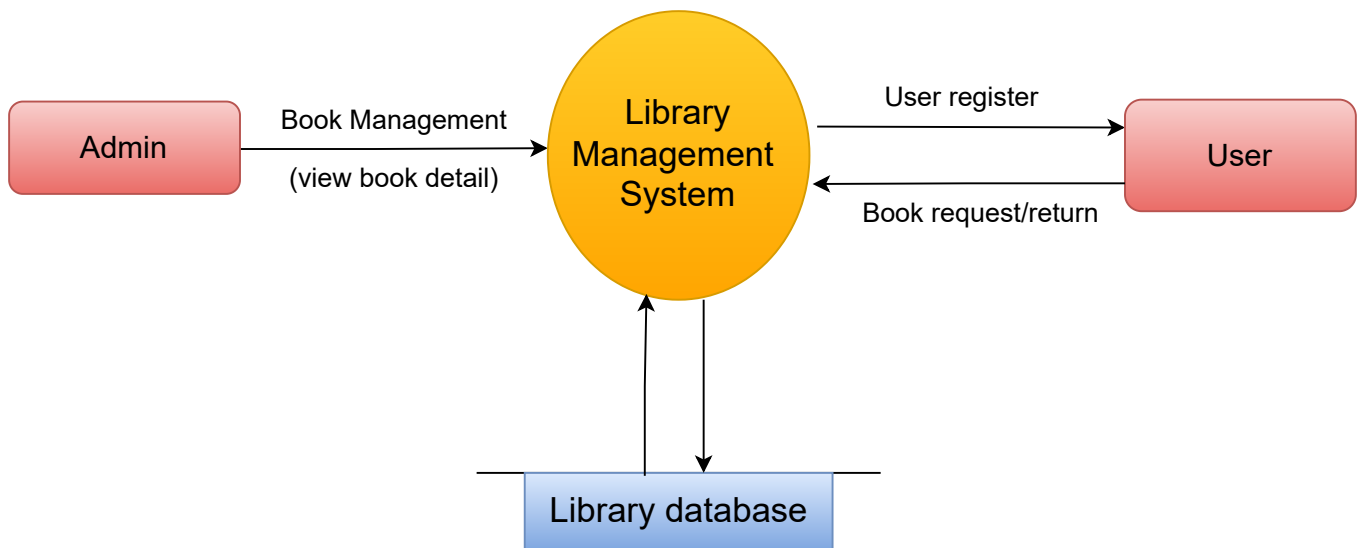 Admin
Book Management
(view book detail)
Library
Management
System
User register
Book request/return
User
Library database